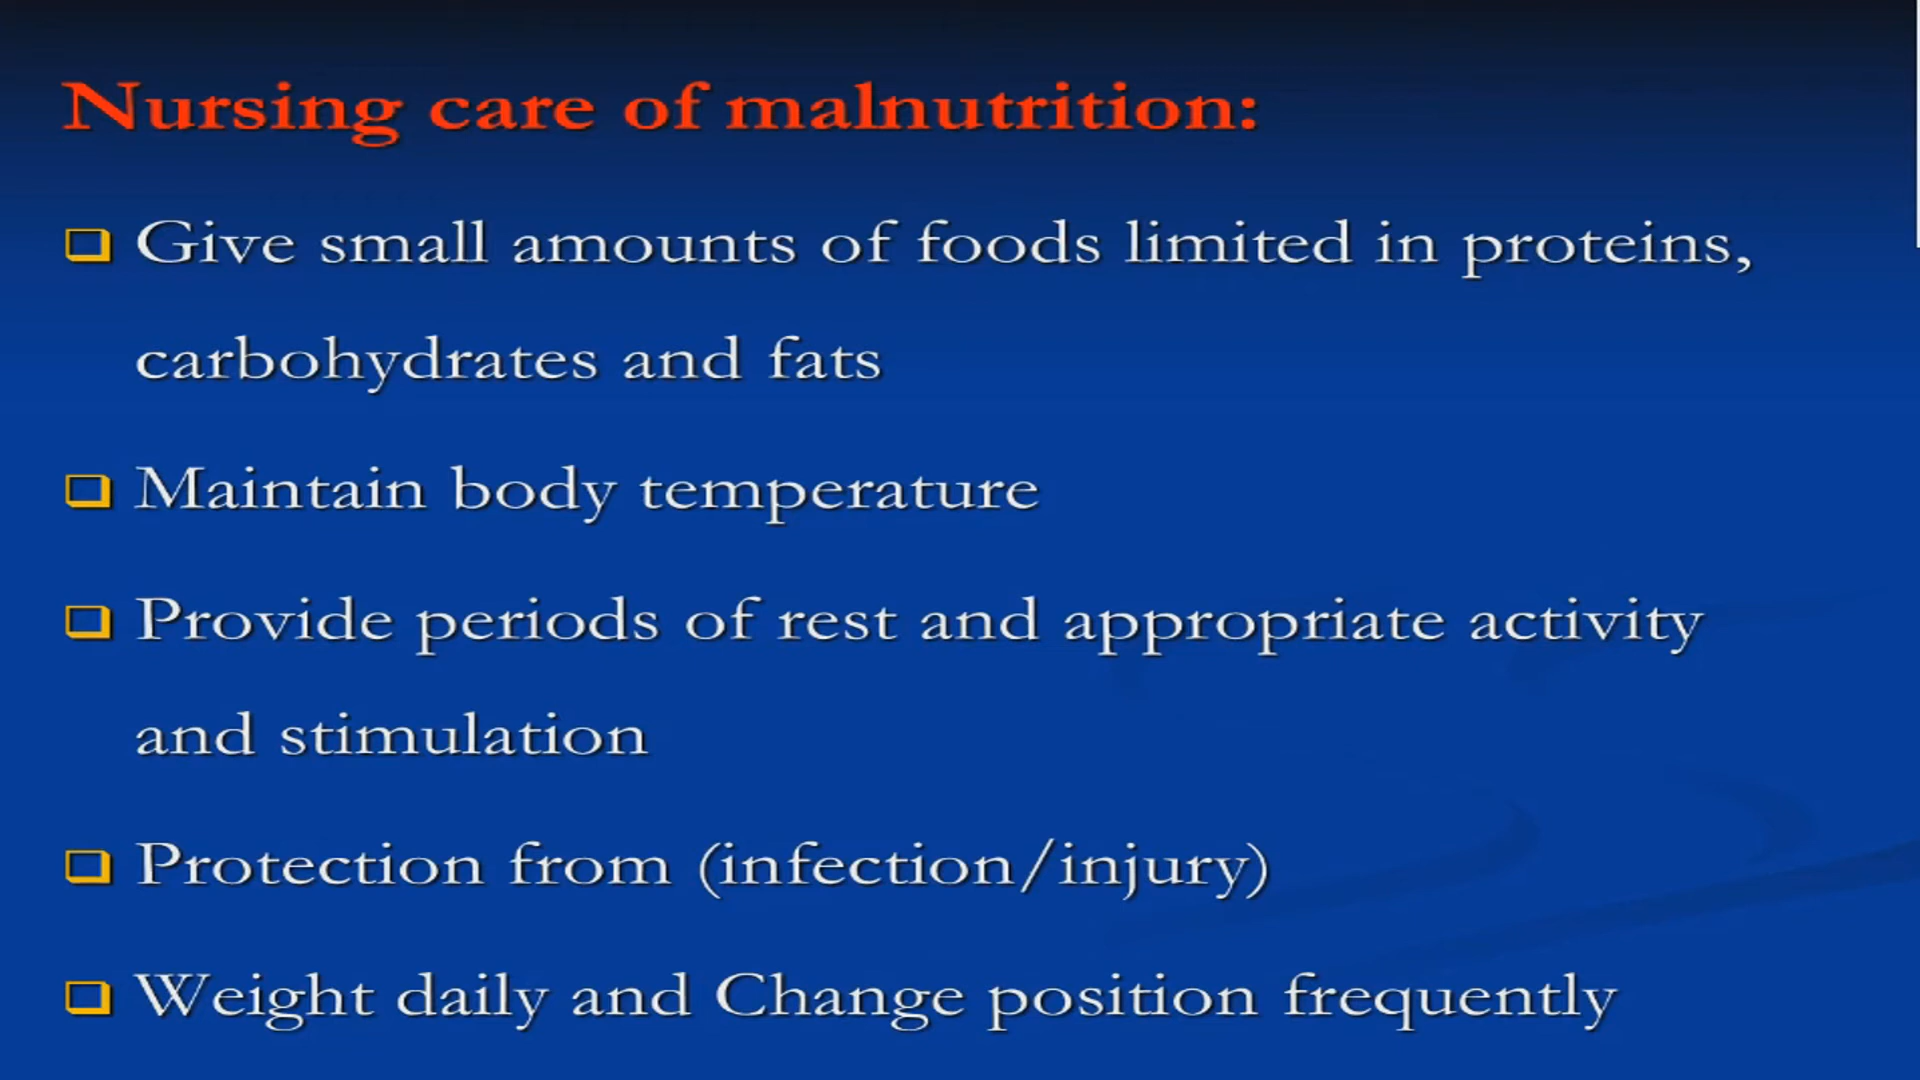 Nursing care of malnutrition:
Give small amounts of foods limited in proteins,
carbohydrates and fats
Maintain body temperature
Provide periods of rest and appropriate activity
and stimulation
Protection from (infection/injury)
Weight daily and Change position frequently